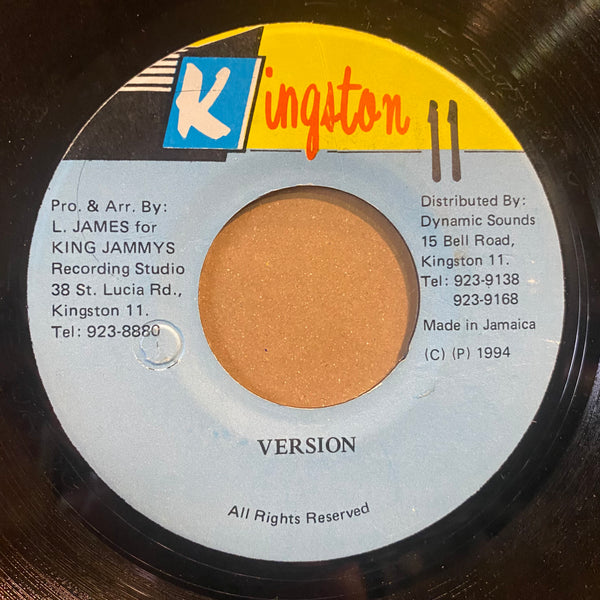 Kingston 11
Pro. & Arr. By:
L. JAMES for
KING JAMMYS
Recording Studio
38 St. Lucia Rd.,
Kingston 11.
Tel: 923-8880
Distributed By:
Dynamic Sounds
15 Bell Road,
Kingston 11.
Tel: 923-9138
923-9168
Made in Jamaica
(C) (P) 1994
VERSION
All Rights Reserved